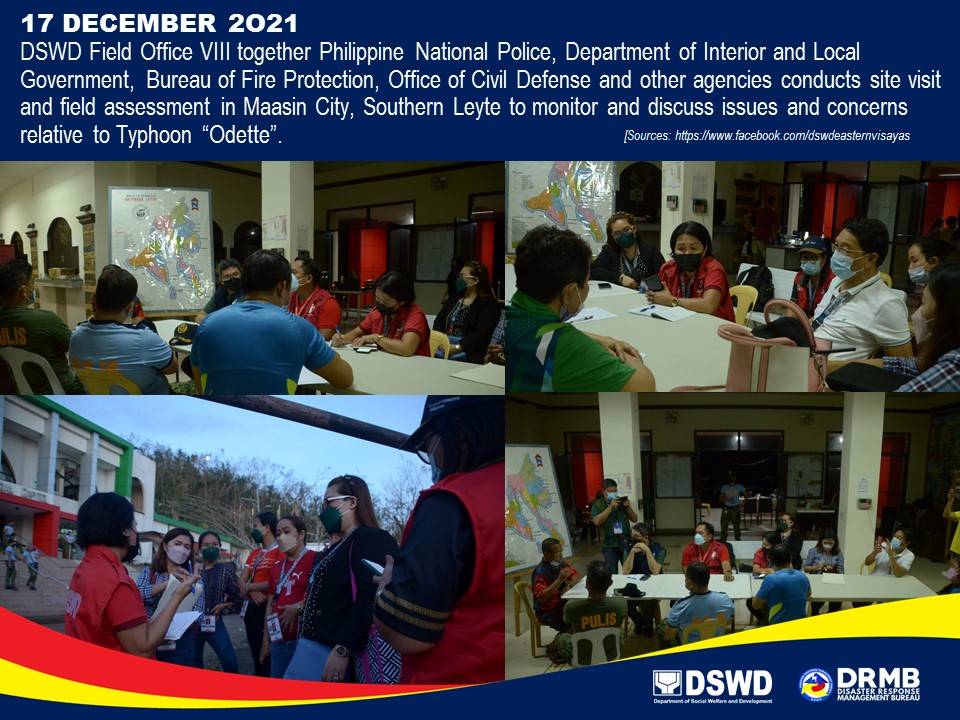 17 DECEMBER 2O21
DSWD Field Office VIII together Philippine National Police, Department of Interior and Local
Government, Bureau of Fire Protection, Office of Civil Defense and other agencies conducts site visit
and field assessment in Maasin City, Southern Leyte to monitor and discuss issues and concerns
relative to Typhoon “Odette”.
[Sources: https://www.facebook.com/dswdeasternvisayas
PULIS
DSWD
PULIS
DSWD
Department of Social Welfare and Development
DRMB
DISASTER RESPONSE
MANAGEMENT BUREAU